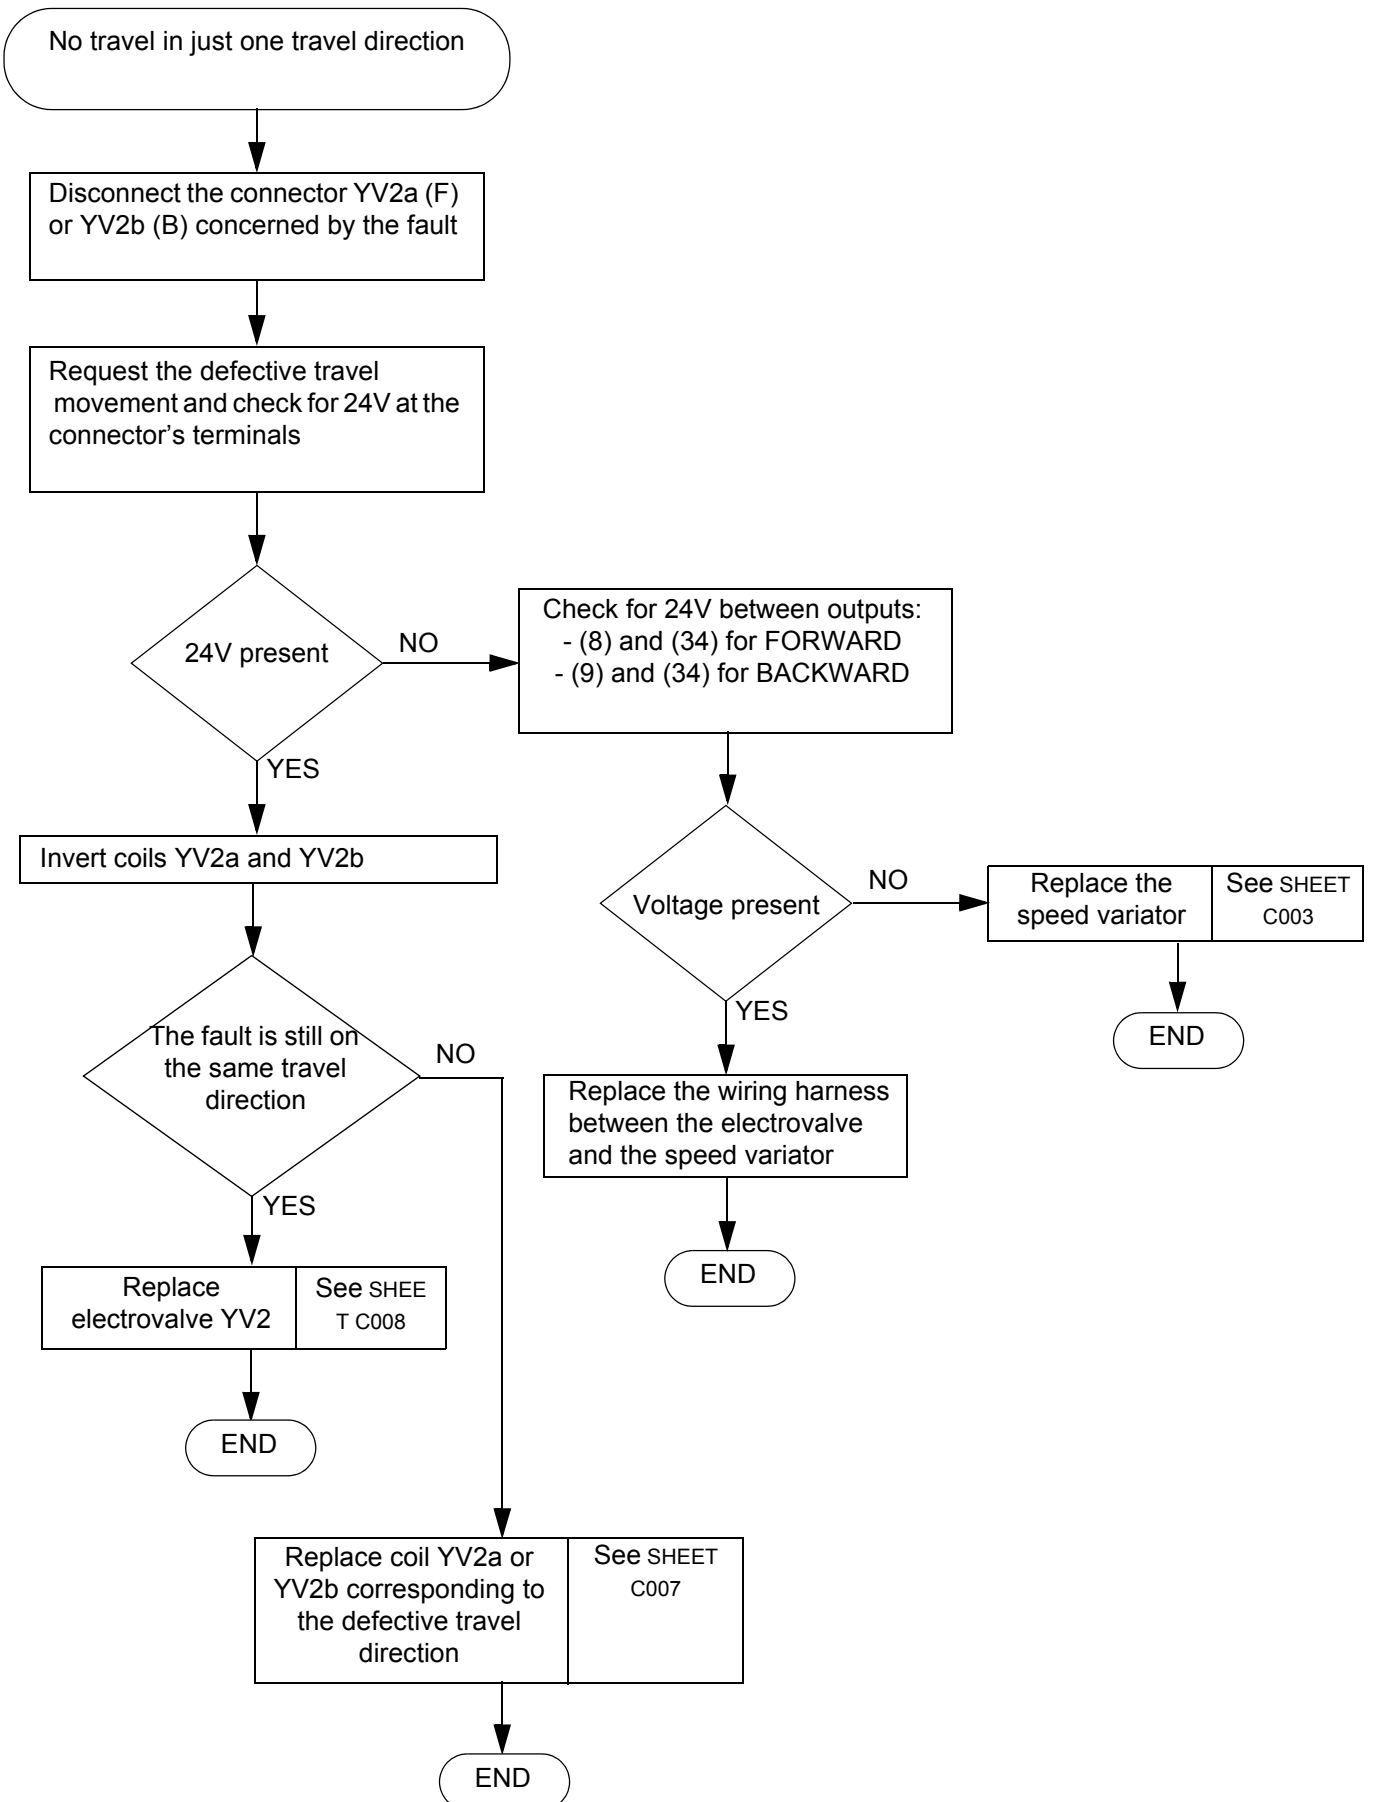 No travel in just one travel direction
Disconnect the connector YV2a (F)
or YV2b (B) concerned by the fault
Request the defective travel
movement and check for 24V at the
connector’s terminals
24V present
NO
YES
Check for 24V between outputs:
- (8) and (34) for FORWARD
- (9) and (34) for BACKWARD
Invert coils YV2a and YV2b
Voltage present
NO
YES
Replace the
speed variator
See SHEET
C003
END
The fault is still on
the same travel
direction
NO
YES
Replace the wiring harness
between the electrovalve
and the speed variator
END
Replace
electrovalve YV2
See SHEE
T C008
END
Replace coil YV2a or
YV2b corresponding to
the defective travel
direction
See SHEET
C007
END